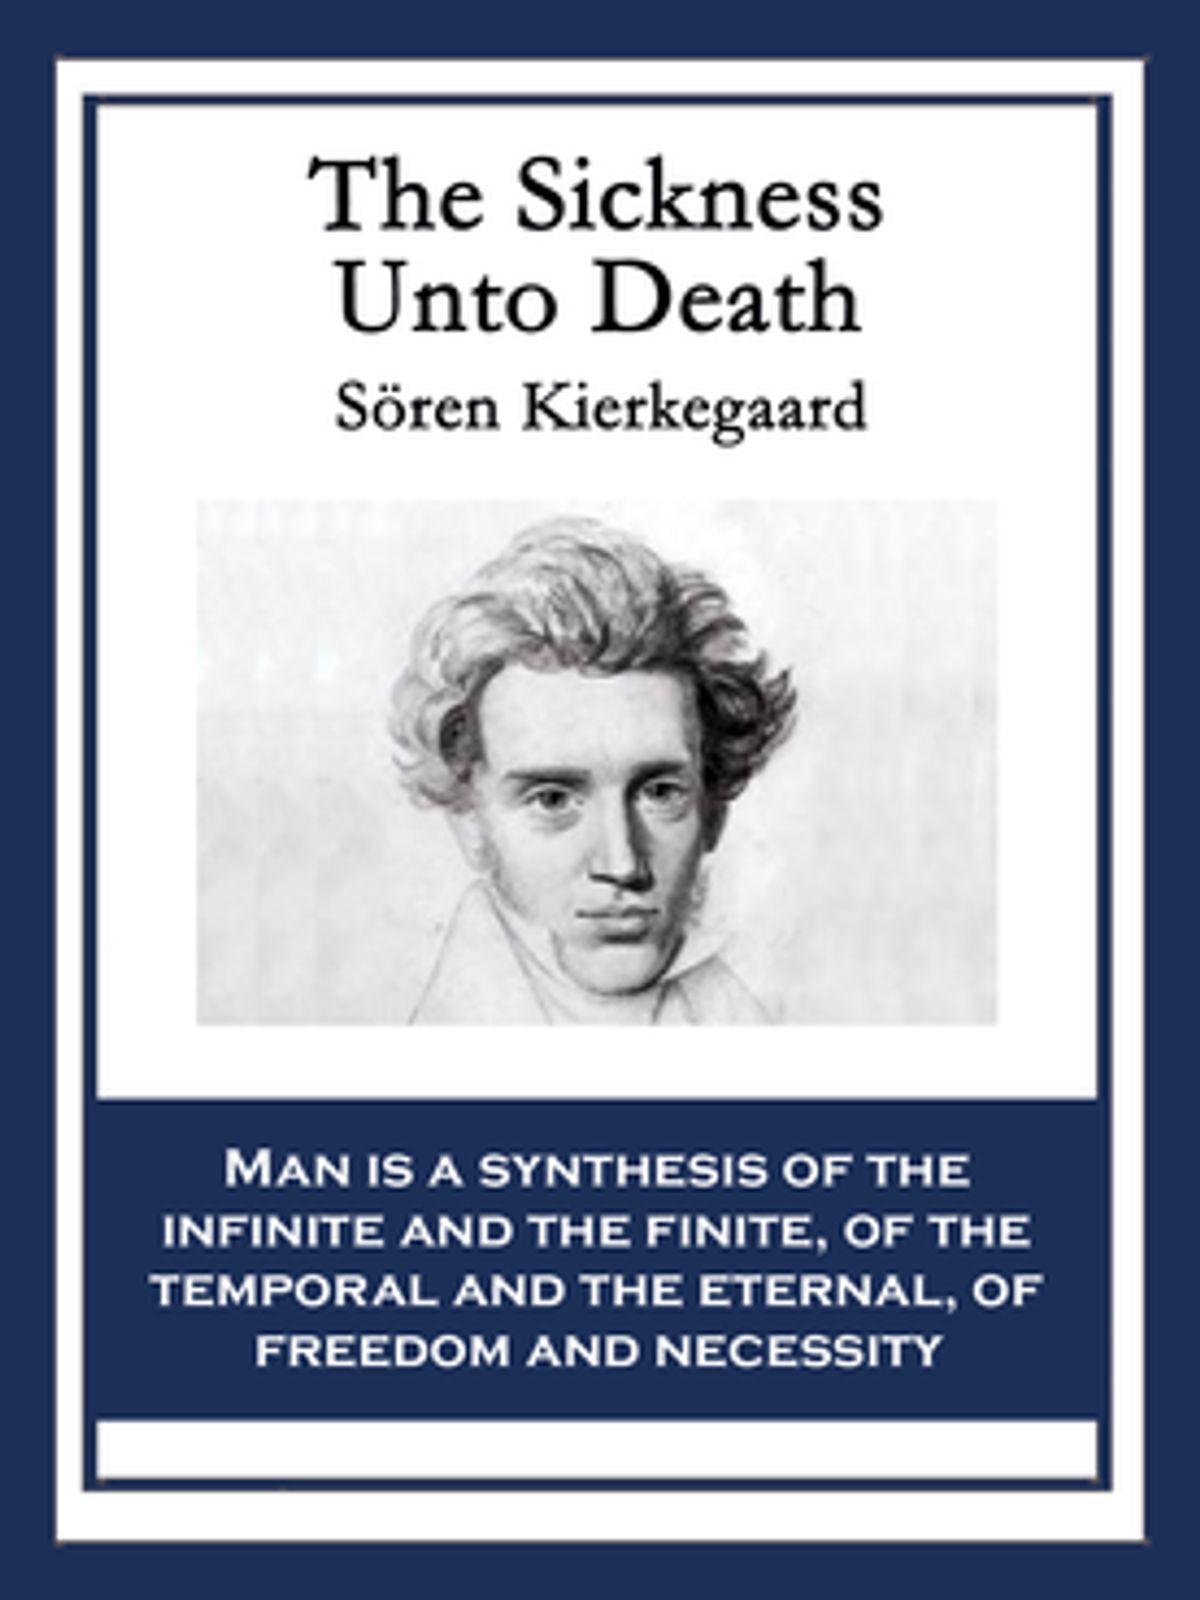 The Sickness
Unto Death
Sören Kierkegaard
MAN IS A SYNTHESIS OF THE
INFINITE AND THE FINITE, OF THE
TEMPORAL AND THE ETERNAL, OF
FREEDOM AND NECESSITY